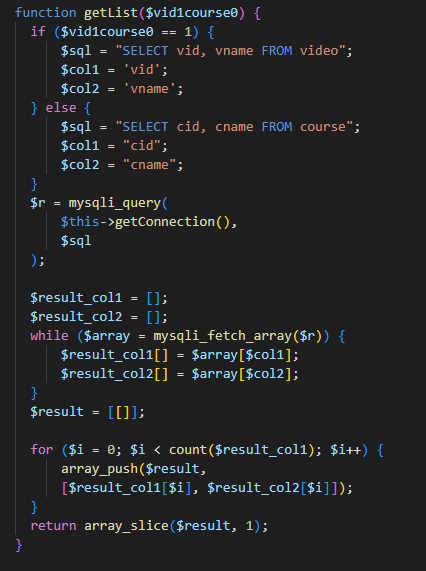 function getList($vid1course0) {
    if ($vid1course0 == 1) {
        $sql = "SELECT vid, vname FROM video";
        $col1 = 'vid';
        $col2 = 'vname';
    } else {
        $sql = "SELECT cid, cname FROM course";
        $col1 = "cid";
        $col2 = "cname";
    }
    $r = mysqli_query(
        $this->getConnection(),
        $sql
    );

    $result_col1 = [];
    $result_col2 = [];
    while ($array = mysqli_fetch_array($r)) {
        $result_col1[] = $array[$col1];
        $result_col2[] = $array[$col2];
    }
    $result = [[]];

    for ($i = 0; $i < count($result_col1); $i++) {
        array_push($result,
        [$result_col1[$i], $result_col2[$i]]);
    }
    return array_slice($result, 1);
}